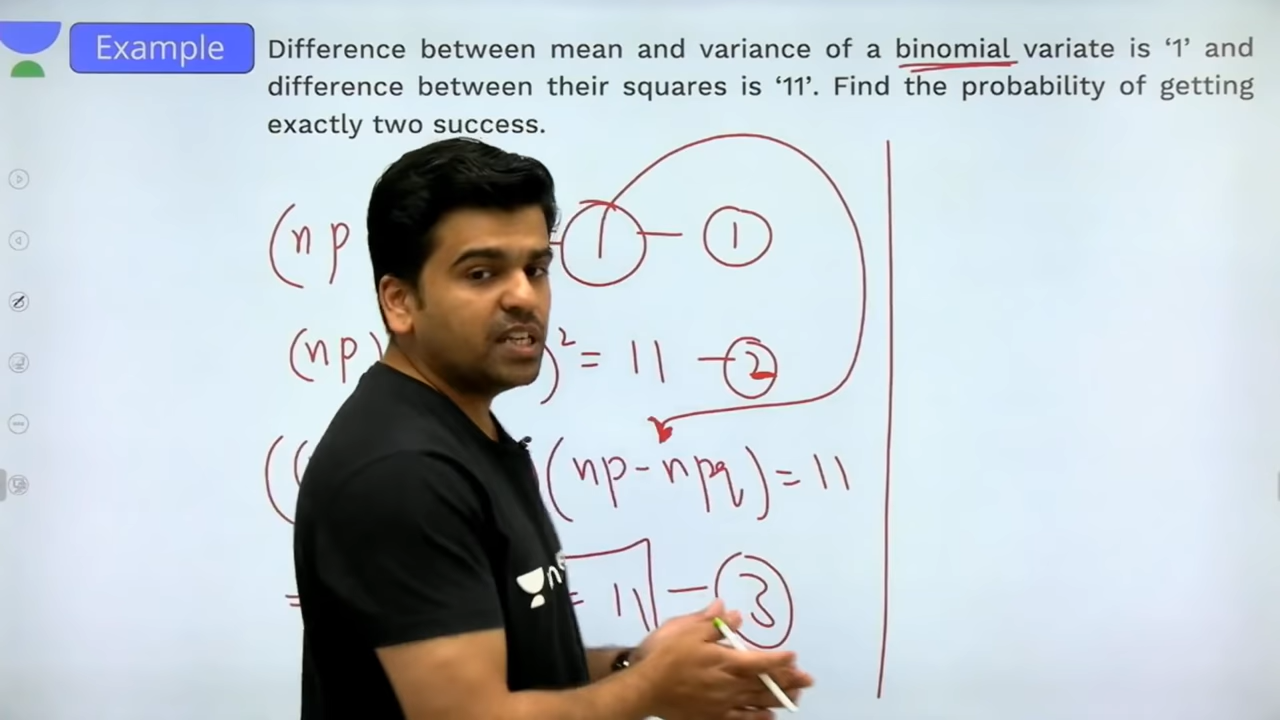 Example
Difference between mean and variance of a binomial variate is ‘1’ and
difference between their squares is ‘11’. Find the probability of getting
exactly two success.
(np 1 — 1
(np) )² = 11 — 2
(np - npq) = 11
= = 11 — 3